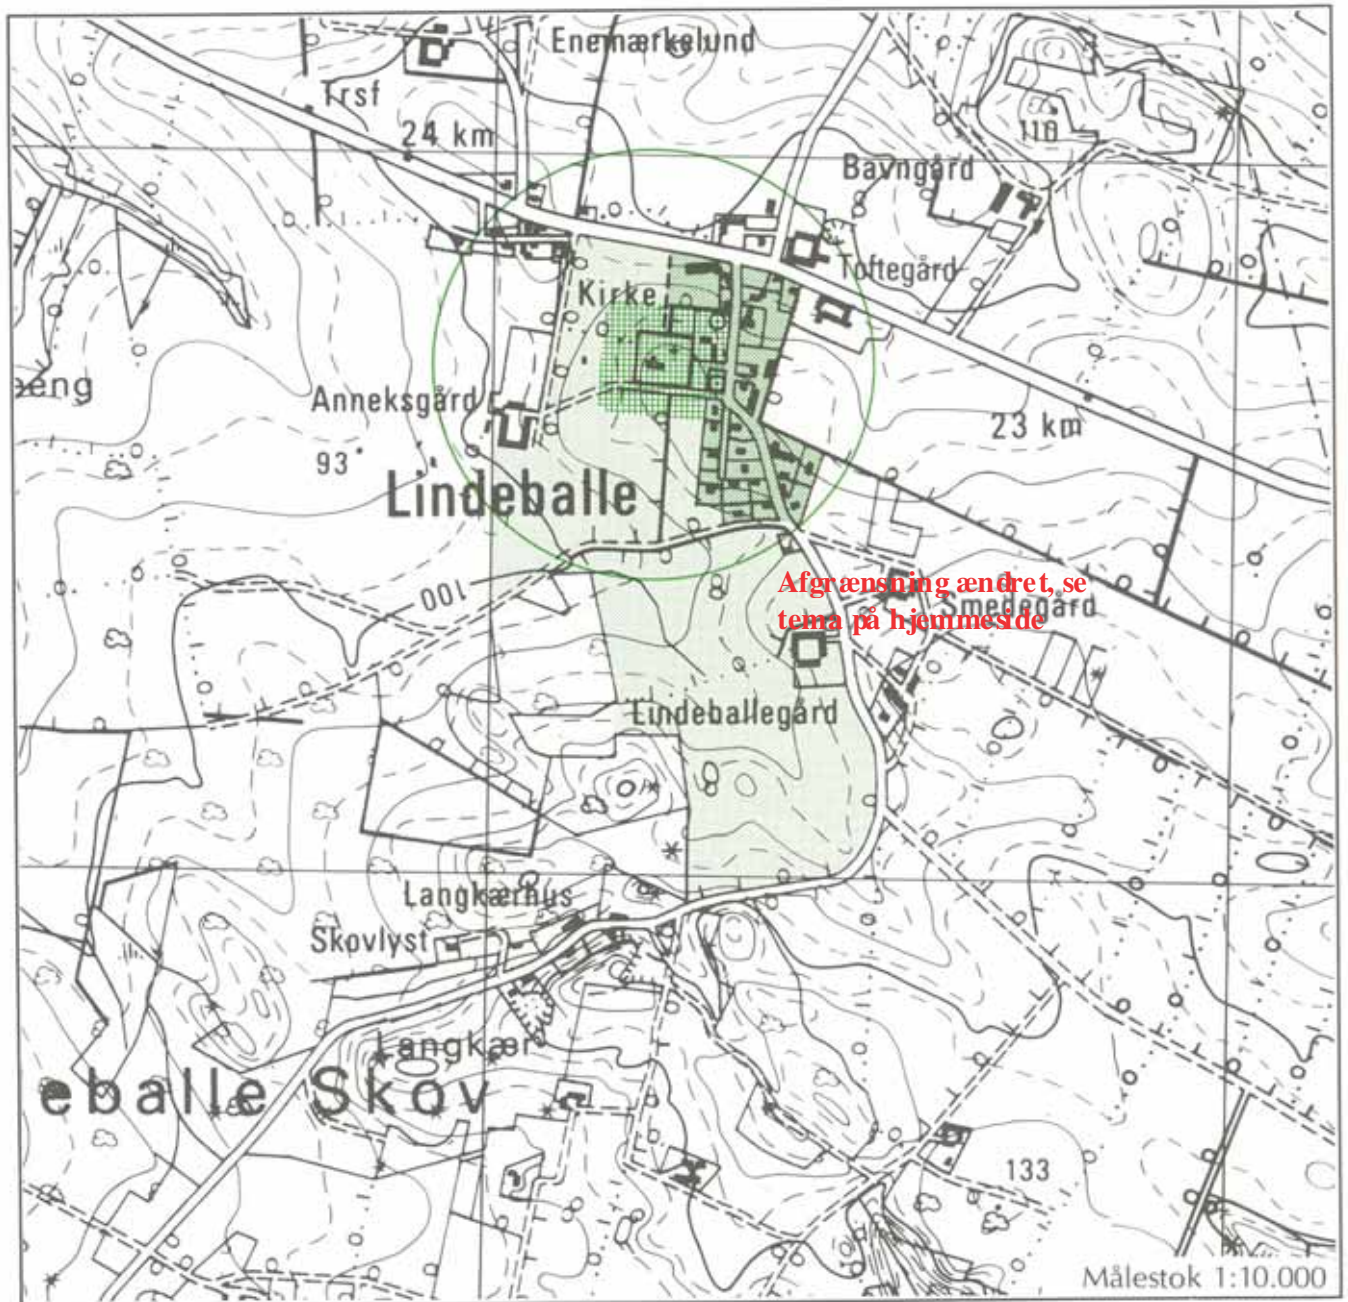 Enemærkelund
Trsf
24 km
110
Bavngård
Toftegård
Kirke
eng
Anneksgård
93
23 km
Lindeballe
100
Afgrænsning ændret, se
tema på hjemmeside
Smedegård
Lindeballegård
Langkærhus
Skovlyst
Langkær
eballe Skov
133
Målestok 1:10.000